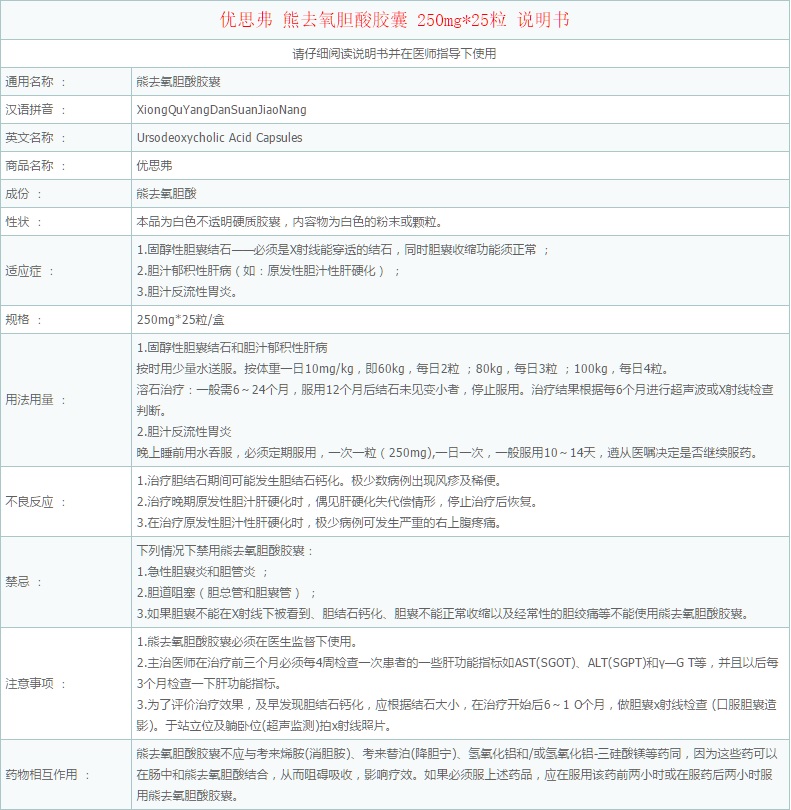 优思弗 熊去氧胆酸胶囊 250mg*25粒 说明书
请仔细阅读说明书并在医师指导下使用
通用名称 ： 熊去氧胆酸胶囊
汉语拼音 ： XiongQuYangDanSuanJiaoNang
英文名称 ： Ursodeoxycholic Acid Capsules
商品名称 ： 优思弗
成份 ： 熊去氧胆酸
性状 ： 本品为白色不透明硬质胶囊，内容物为白色的粉末或颗粒。
适应症 ：
1.固醇性胆囊结石——必须是X射线能穿透的结石，同时胆囊收缩功能须正常 ；
2.胆汁郁积性肝病（如：原发性胆汁性肝硬化） ；
3.胆汁反流性胃炎。
规格 ： 250mg*25粒/盒
用法用量 ：
1.固醇性胆囊结石和胆汁郁积性肝病
按时用少量水送服。按体重一日10mg/kg，即60kg，每日2粒 ；80kg，每日3粒 ；100kg，每日4粒。
溶石治疗：一般需6～24个月，服用12个月后结石未见变小者，停止服用。治疗结果根据每6个月进行超声波或X射线检查
判断。
2.胆汁反流性胃炎
晚上睡前用水吞服，必须定期服用，一次一粒（250mg),一日一次，一般服用10～14天，遵从医嘱决定是否继续服药。
不良反应 ：
1.治疗胆结石期间可能发生胆结石钙化。极少数病例出现风疹及稀便。
2.治疗晚期原发性胆汁肝硬化时，偶见肝硬化失代偿情形，停止治疗后恢复。
3.在治疗原发性胆汁性肝硬化时，极少病例可发生严重的右上腹疼痛。
禁忌 ：
下列情况下禁用熊去氧胆酸胶囊：
1.急性胆囊炎和胆管炎 ；
2.胆道阻塞（胆总管和胆囊管） ；
3.如果胆囊不能在X射线下被看到、胆结石钙化、胆囊不能正常收缩以及经常性的胆绞痛等不能使用熊去氧胆酸胶囊。
注意事项 ：
1.熊去氧胆酸胶囊必须在医生监督下使用。
2.主治医师在治疗前三个月必须每4周检查一次患者的一些肝功能指标如AST(SGOT)、ALT(SGPT)和γ—G T等，并且以后每
3个月检查一下肝功能指标。
3.为了评价治疗效果，及早发现胆结石钙化，应根据结石大小，在治疗开始后6～1 O个月，做胆囊x射线检查 (口服胆囊造
影)。于站立位及躺卧位(超声监测)拍x射线照片。
药物相互作用 ：
熊去氧胆酸胶囊不应与考来烯胺(消胆胺)、考来替泊(降胆宁)、氢氧化铝和/或氢氧化铝-三硅酸镁等药同，因为这些药可以
在肠中和熊去氧胆酸结合，从而阻碍吸收，影响疗效。如果必须服上述药品，应在服用该药前两小时或在服药后两小时服
用熊去氧胆酸胶囊。